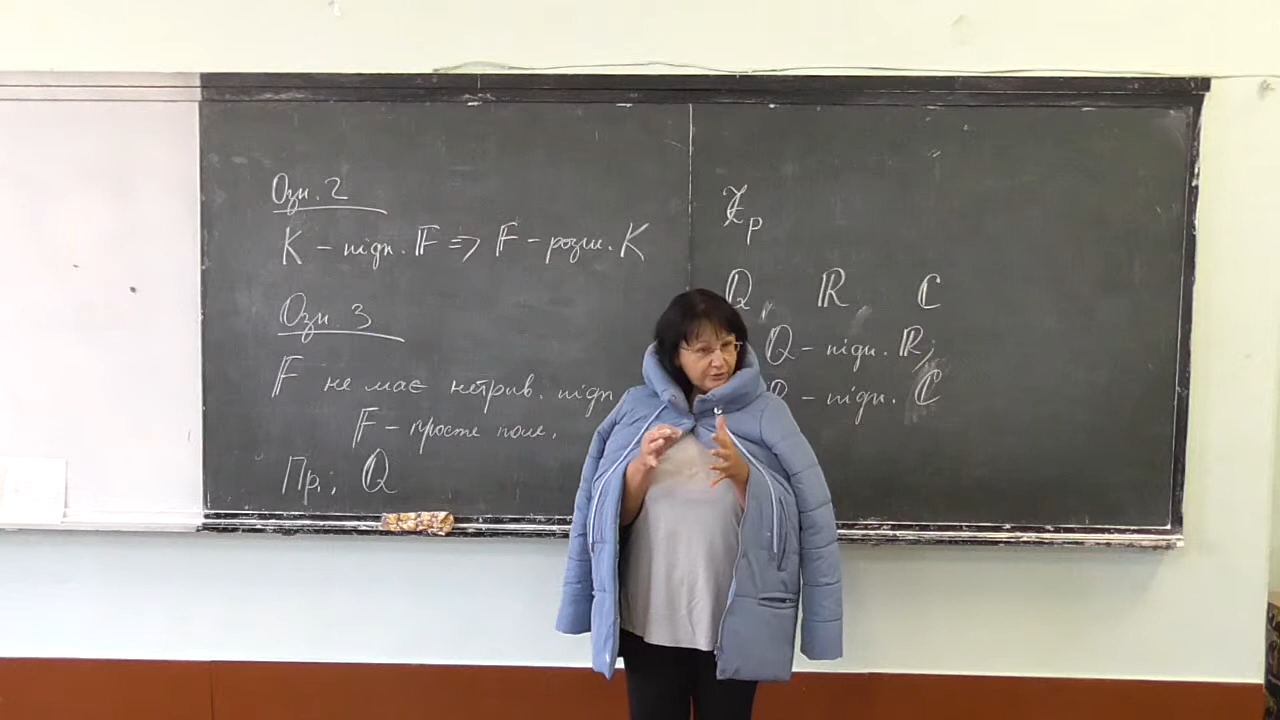 Озн. 2
K – підп. 𝔽 => 𝔽 – розш. K
Озн. 3
𝔽 не має нетрив. підп
𝔽 – просте поле.
Пр.; ℚ
ℤp
ℚ, ℝ ℂ
ℚ – підп. ℝ;
– підп. ℂ